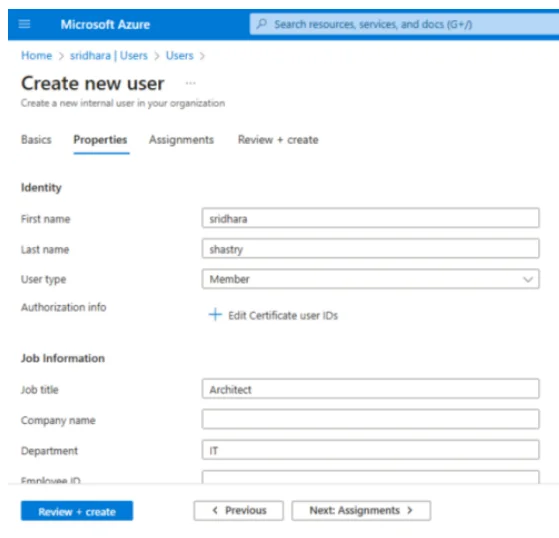 Microsoft Azure
Search resources, services, and docs (G+/)
Home > sridhara | Users > Users >
Create new user ...
Create a new internal user in your organization
Basics Properties Assignments Review + create
Identity
First name sridhara
Last name shastry
User type Member
Authorization info
+ Edit Certificate user IDs
Job Information
Job title Architect
Company name
Department IT
Employee ID
Review + create < Previous Next: Assignments >